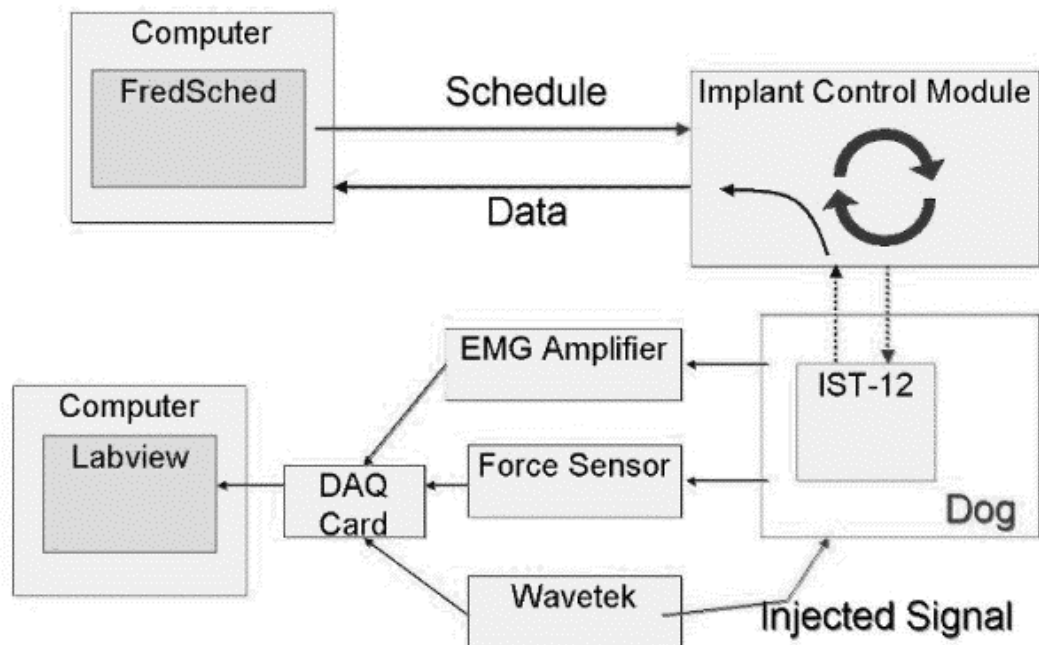 Computer
FredSched
Schedule
Data
Implant Control Module
EMG Amplifier
IST-12
Computer
Labview
DAQ
Card
Force Sensor
Dog
Wavetek
Injected Signal